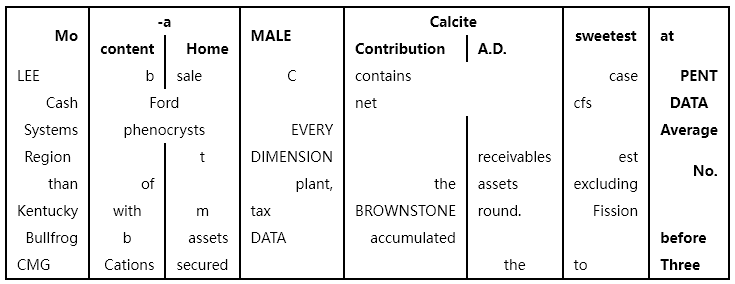 Mo -a MALE Calcite sweetest at
content Home Contribution A.D.
LEE b sale C contains case PENT
Cash Ford net cfs DATA
Systems phenocrysts EVERY Average
Region t DIMENSION receivables est No.
than of plant, the assets excluding
Kentucky with m tax BROWNSTONE round. Fission
Bullfrog b assets DATA accumulated before
CMG Cations secured the to Three